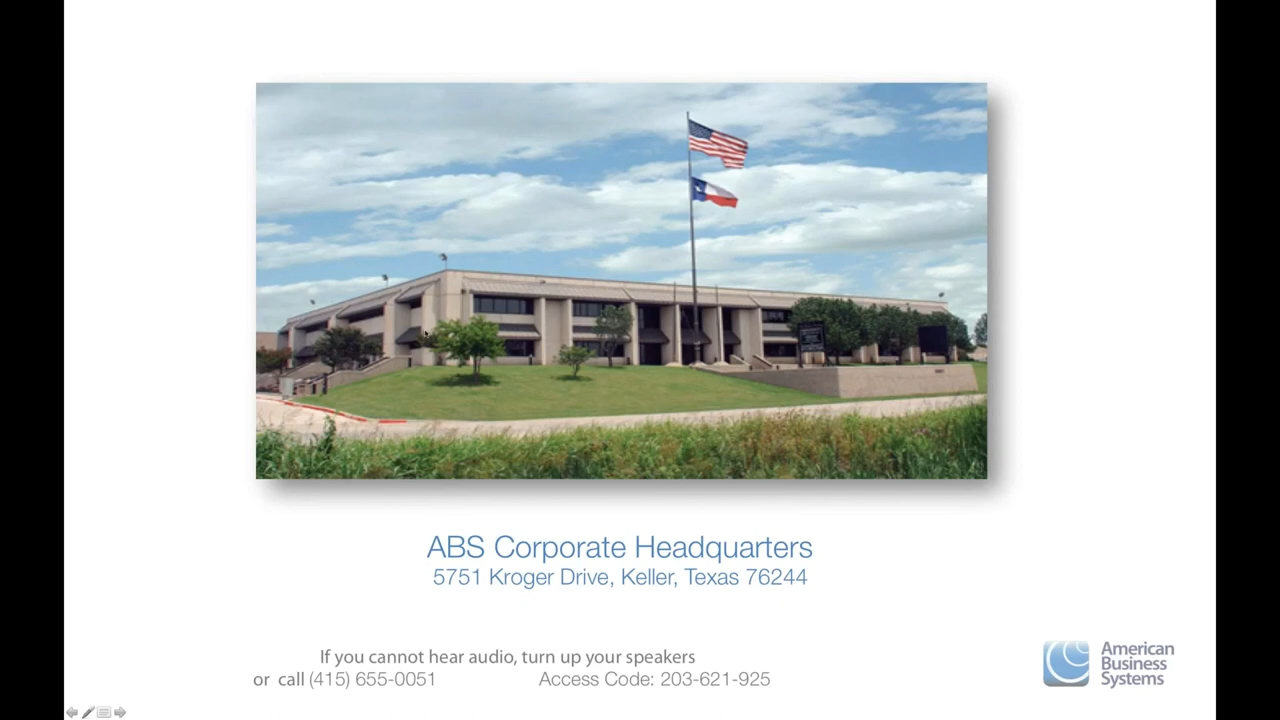 ABS Corporate Headquarters
5751 Kroger Drive, Keller, Texas 76244
If you cannot hear audio, turn up your speakers
or call (415) 655-0051 Access Code: 203-621-925
American
Business
Systems